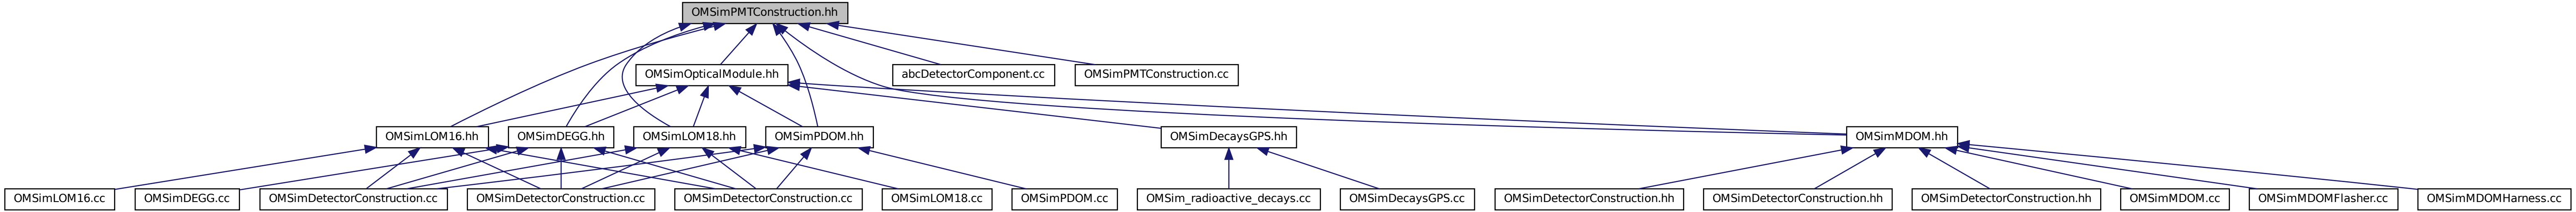 OMSimPMTConstruction.hh
OMSimOpticalModule.hh
abcDetectorComponent.cc
OMSimPMTConstruction.cc
OMSimLOM16.hh
OMSimDEGG.hh
OMSimLOM18.hh
OMSimPDOM.hh
OMSimDecaysGPS.hh
OMSimMDOM.hh
OMSimLOM16.cc
OMSimDEGG.cc
OMSimDetectorConstruction.cc
OMSimDetectorConstruction.cc
OMSimDetectorConstruction.cc
OMSimLOM18.cc
OMSimPDOM.cc
OMSim_radioactive_decays.cc
OMSimDecaysGPS.cc
OMSimDetectorConstruction.hh
OMSimDetectorConstruction.hh
OMSimDetectorConstruction.hh
OMSimMDOM.cc
OMSimMDOMFlasher.cc
OMSimMDOMHarness.cc